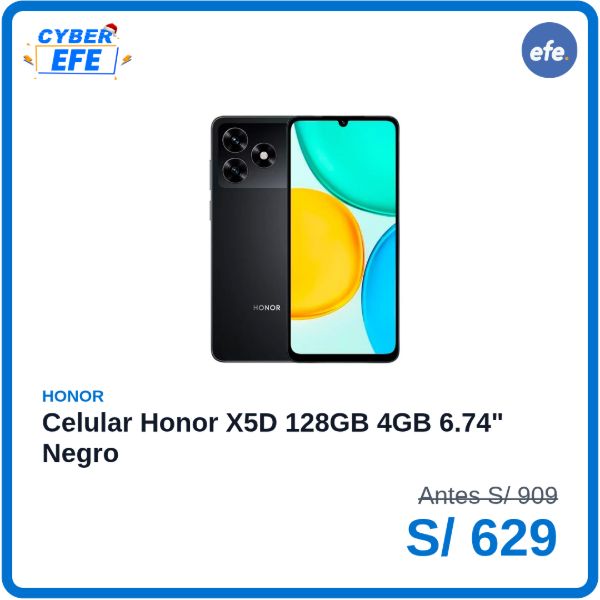 CYBER
EFE
efe.
HONOR
HONOR
Celular Honor X5D 128GB 4GB 6.74"
Negro
Antes S/ 909
S/ 629